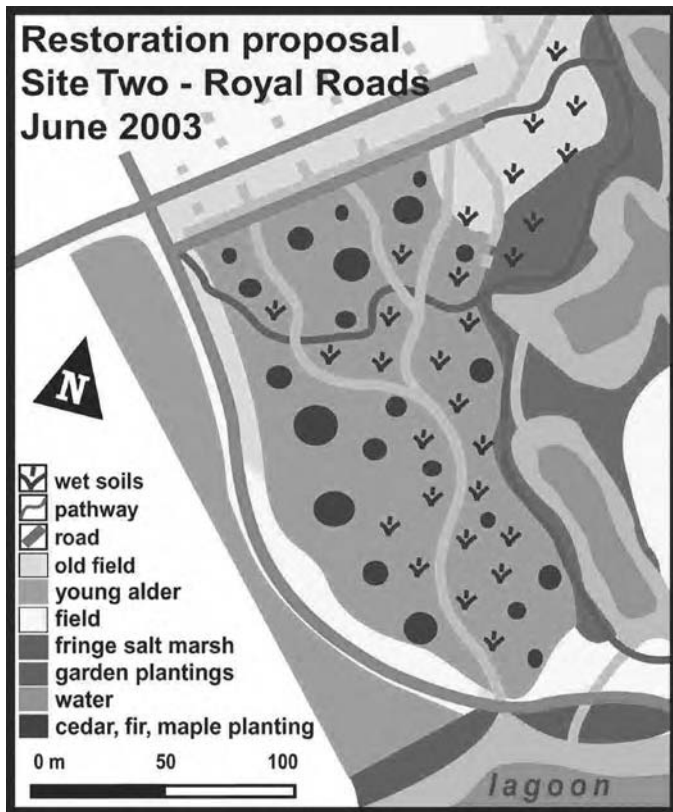 Restoration proposal
Site Two - Royal Roads
June 2003
N
wet soils
pathway
road
old field
young alder
field
fringe salt marsh
garden plantings
water
cedar, fir, maple planting
0 m 50 100
lagoon